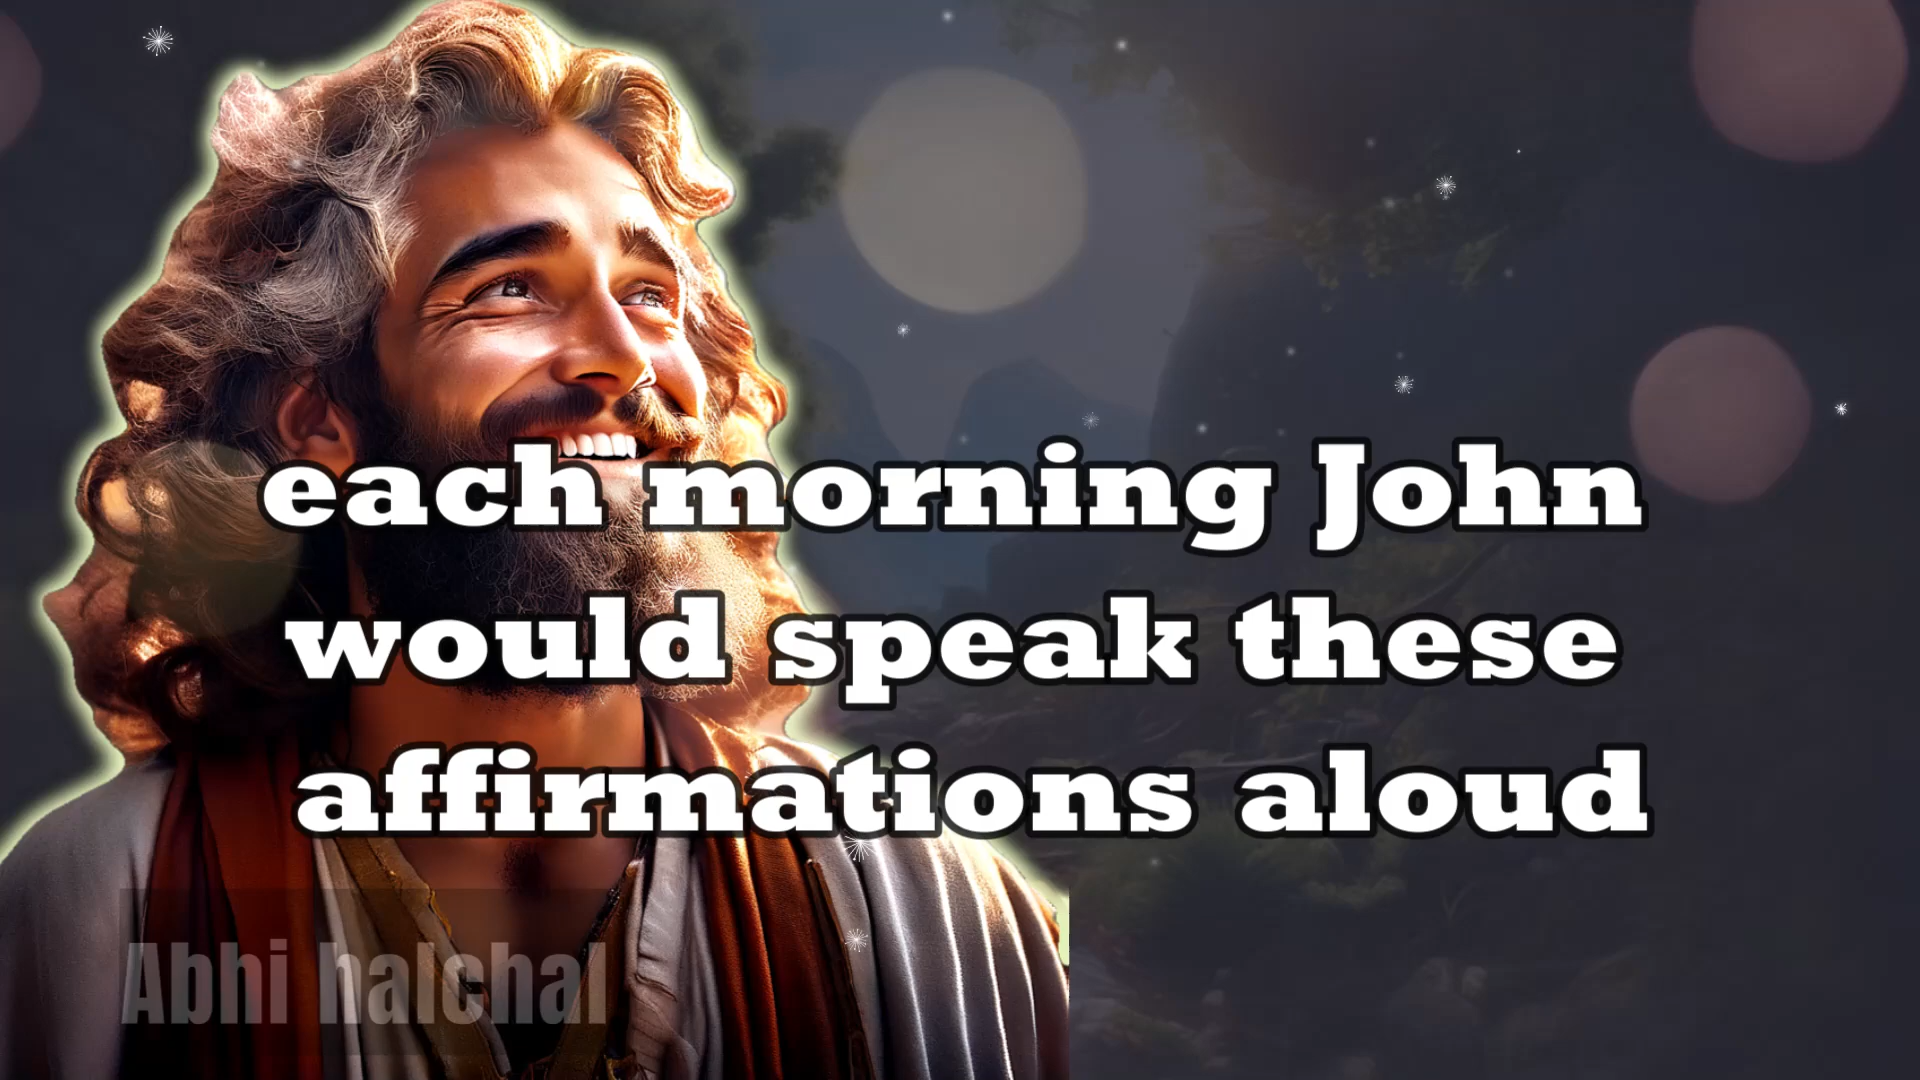 each morning John
would speak these
affirmations aloud
Abhi halchal